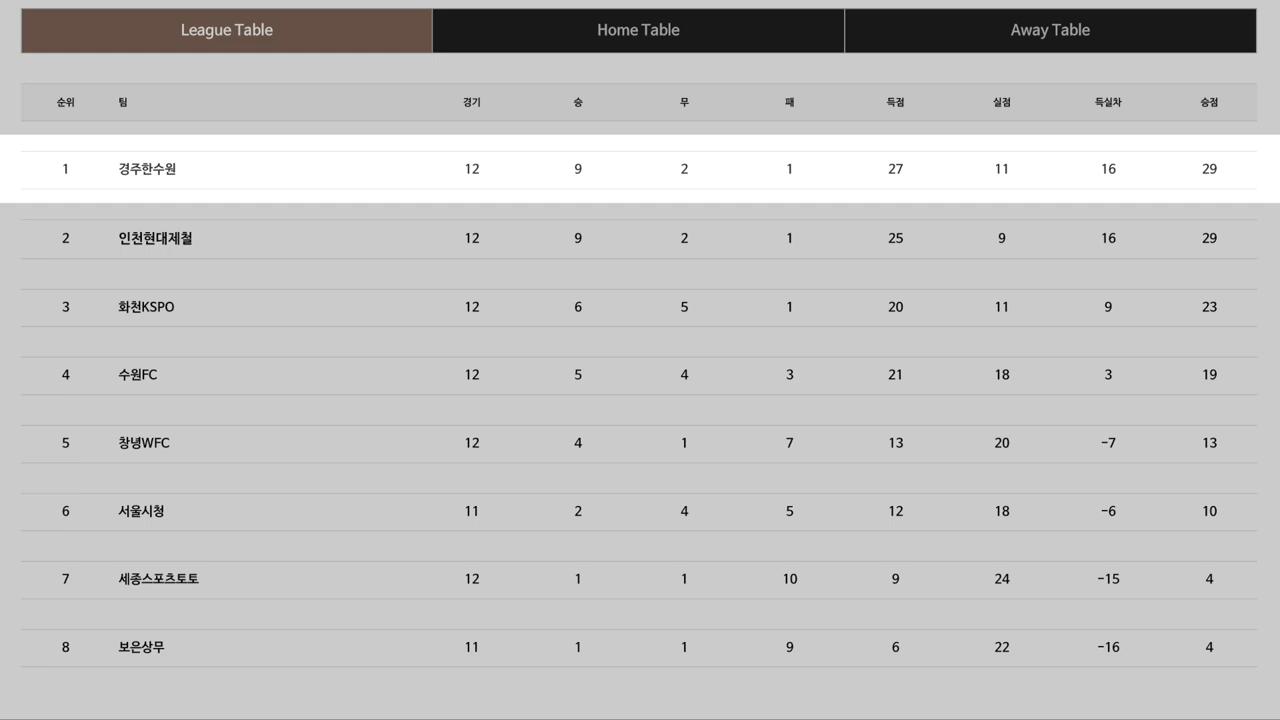 League Table Home Table Away Table
순위 팀 경기 승 무 패 득점 실점 득실차 승점
1 경주한수원 12 9 2 1 27 11 16 29
2 인천현대제철 12 9 2 1 25 9 16 29
3 화천KSPO 12 6 5 1 20 11 9 23
4 수원FC 12 5 4 3 21 18 3 19
5 창녕WFC 12 4 1 7 13 20 -7 13
6 서울시청 11 2 4 5 12 18 -6 10
7 세종스포츠토토 12 1 1 10 9 24 -15 4
8 보은상무 11 1 1 9 6 22 -16 4